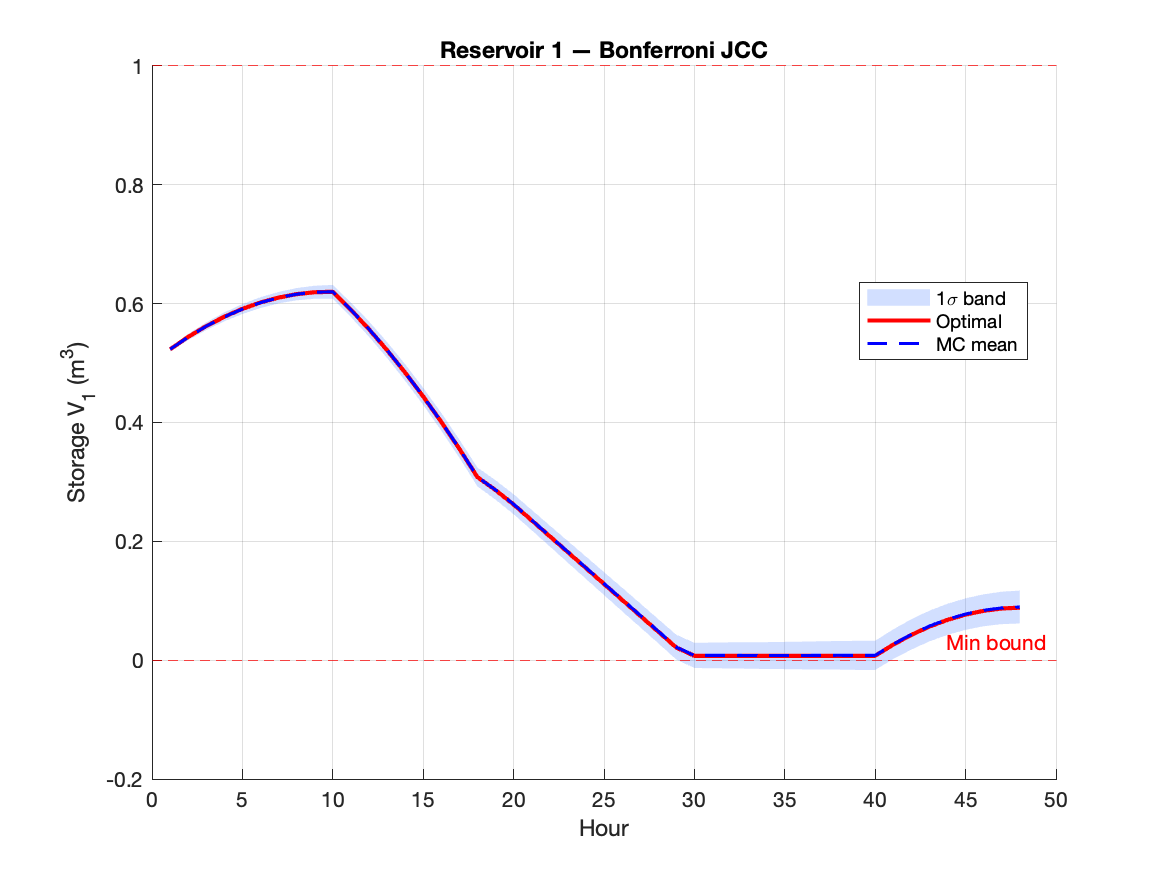 Reservoir 1 — Bonferroni JCC
1
0.8
0.6
0.4
0.2
0
-0.2
Storage V₁ (m³)
1σ band
Optimal
MC mean
Min bound
0 5 10 15 20 25 30 35 40 45 50
Hour